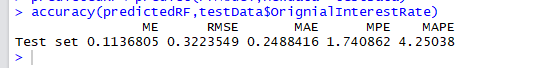 > accuracy(predictedRF,testData$OrignialInterestRate)
ME RMSE MAE MPE MAPE
Test set 0.1136805 0.3223549 0.2488416 1.740862 4.25038
>